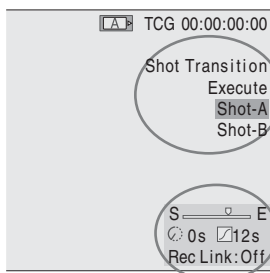 A TCG 00:00:00:00
Shot Transition
Execute
Shot-A
Shot-B
S E
0s 12s
Rec Link:Off